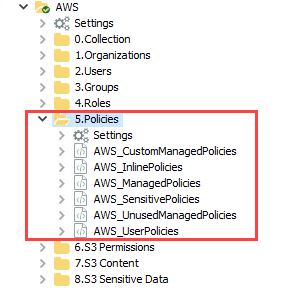 AWS
Settings
0.Collection
1.Organizations
2.Users
3.Groups
4.Roles
5.Policies
Settings
AWS_CustomManagedPolicies
AWS_InlinePolicies
AWS_ManagedPolicies
AWS_SensitivePolicies
AWS_UnusedManagedPolicies
AWS_UserPolicies
6.S3 Permissions
7.S3 Content
8.S3 Sensitive Data